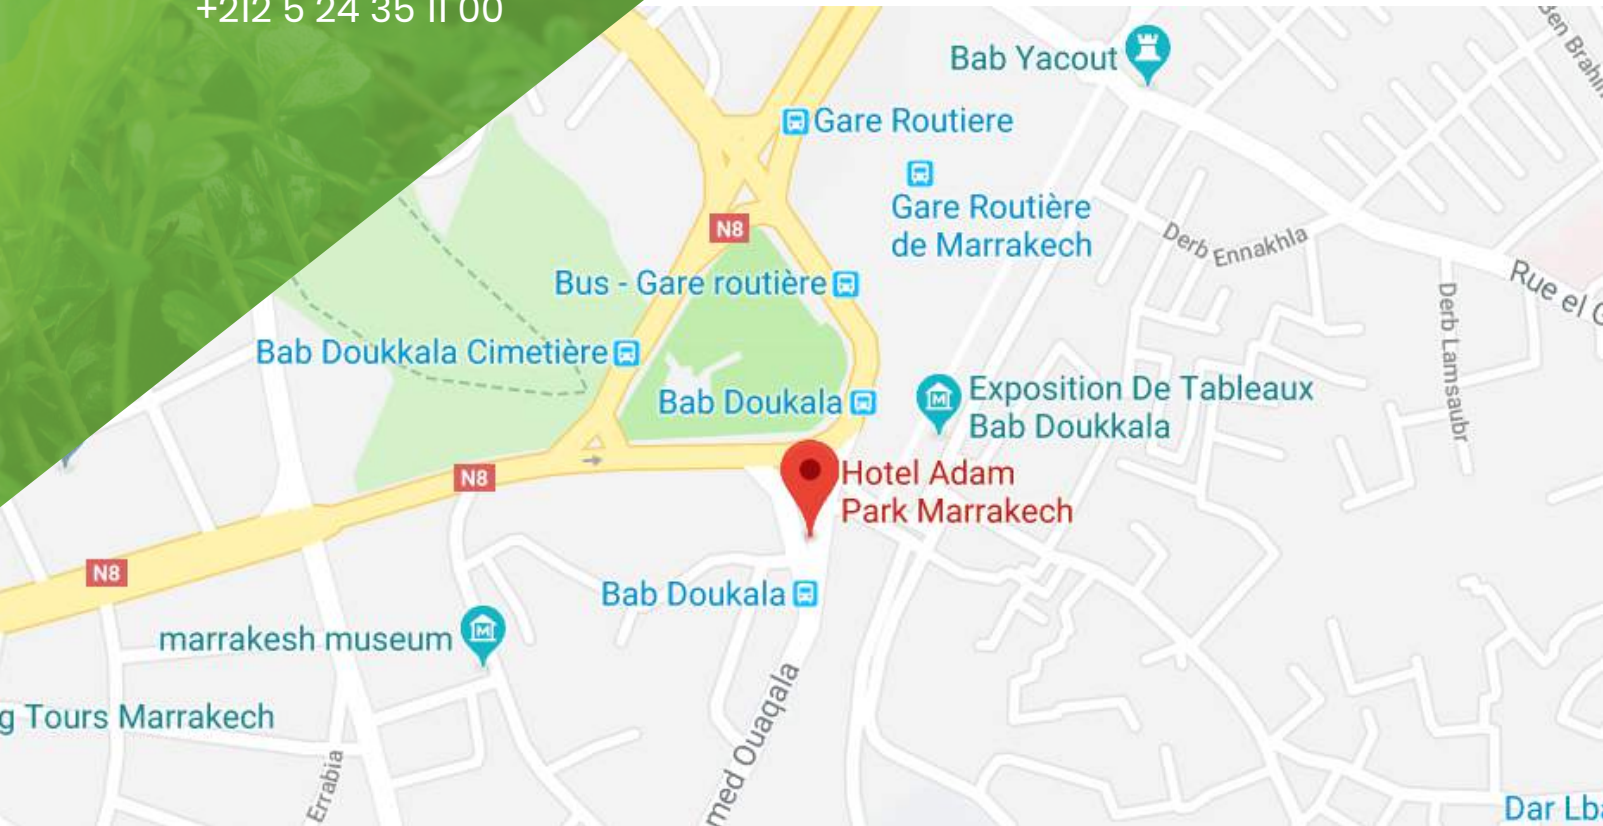 +212 5 24 35 11 00
Bab Yacout
Gare Routiere
Gare Routière
de Marrakech
N8
Derb Ennakhla
Bus - Gare routière
Rue el
Derb Lamsaubr
Bab Doukkala Cimetière
Bab Doukala
Exposition De Tableaux
Bab Doukkala
N8
Hotel Adam
Park Marrakech
N8
Bab Doukala
marrakesh museum
Tours Marrakech
Ouaqala
Errabia
Dar